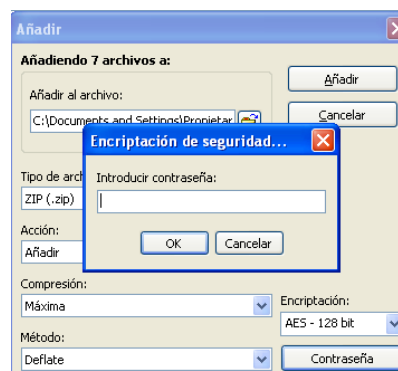 Añadir
Añadiendo 7 archivos a:
Añadir
Añadir al archivo:
Cancelar
C:\Documents and Settings\Propietar
Encriptación de seguridad...
Tipo de arch
Introducir contraseña:
ZIP (.zip)
Acción:
OK Cancelar
Añadir
Compresión:
Encriptación:
Máxima
AES - 128 bit
Método:
Deflate
Contraseña